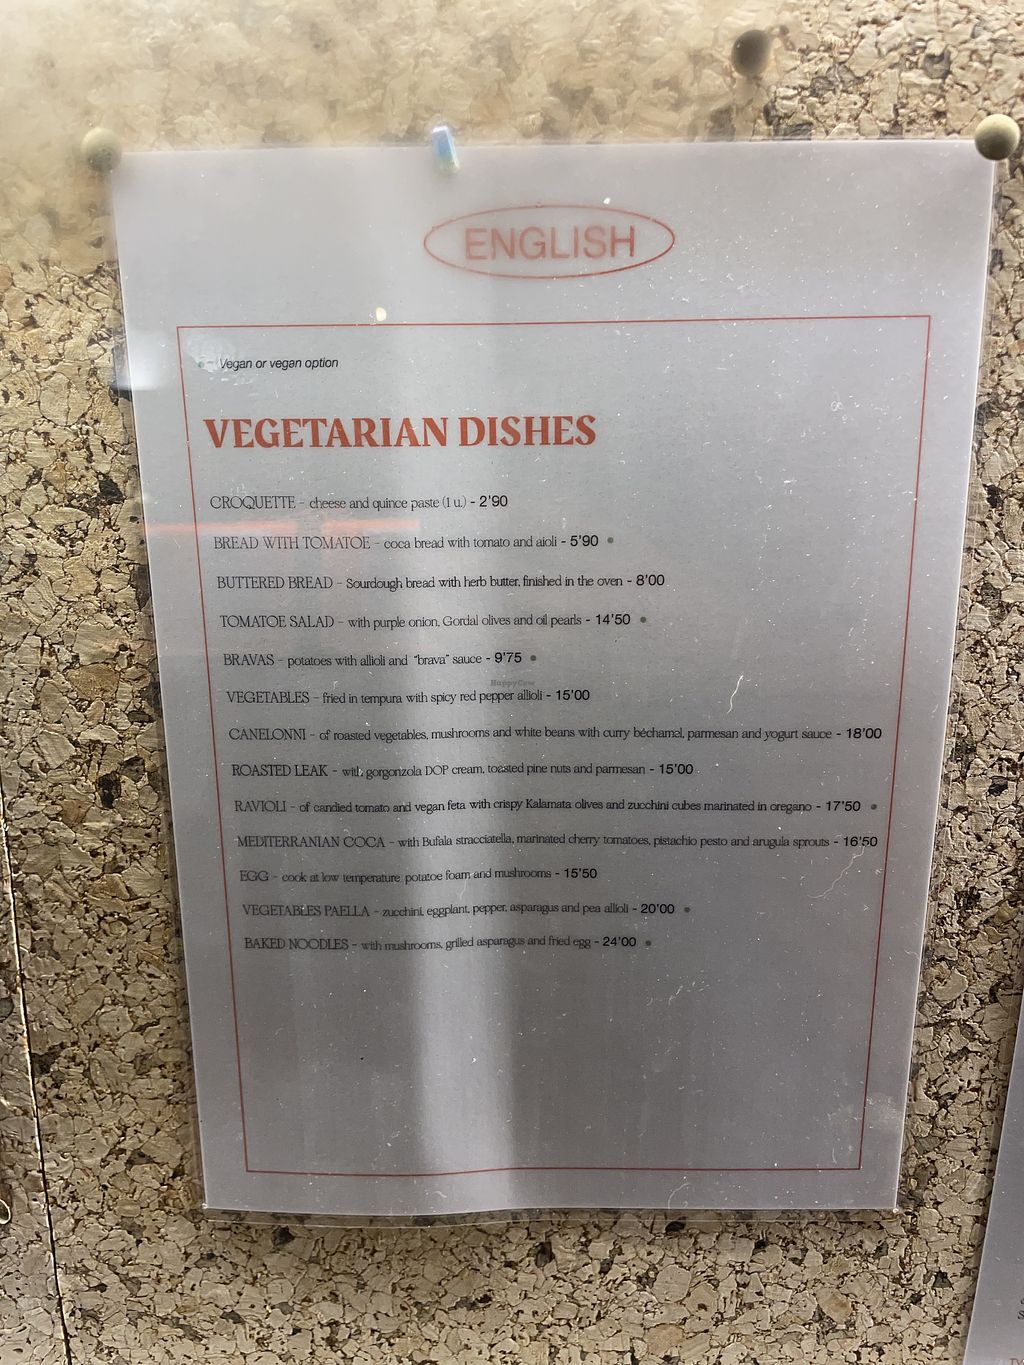 ENGLISH
Vegan or vegan option
VEGETARIAN DISHES
CROQUETTE - cheese and quince paste (1 u.) - 2'90
BREAD WITH TOMATOE - coca bread with tomato and aioli - 5'90
BUTTERED BREAD - Sourdough bread with herb butter, finished in the oven - 8'00
TOMATOE SALAD - with purple onion, Gordal olives and oil pearls - 14'50
BRAVAS - potatoes with allioli and "brava" sauce - 9'75
HappyCow
VEGETABLES - fried in tempura with spicy red pepper allioli - 15'00
CANELONNI - of roasted vegetables, mushrooms and white beans with curry béchamel, parmesan and yogurt sauce - 18'00
ROASTED LEAK - with gorgonzola DOP cream, toasted pine nuts and parmesan - 15'00
RAVIOLI - of candied tomato and vegan feta with crispy Kalamata olives and zucchini cubes marinated in oregano - 17'50
MEDITERRANIAN COCA - with Bufala stracciatella, marinated cherry tomatoes, pistachio pesto and arugula sprouts - 16'50
EGG - cook at low temperature, potatoe foam and mushrooms - 15'50
VEGETABLES PAELLA - zucchini, eggplant, pepper, asparagus and pea allioli - 20'00
BAKED NOODLES - with mushrooms, grilled asparagus and fried egg - 24'00